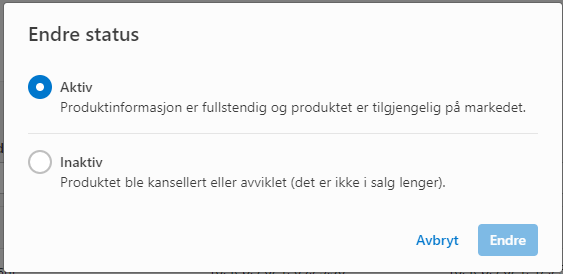 Endre status
Aktiv
Produktinformasjon er fullstendig og produktet er tilgjengelig på markedet.
Inaktiv
Produktet ble kansellert eller avviklet (det er ikke i salg lenger).
Avbryt
Endre